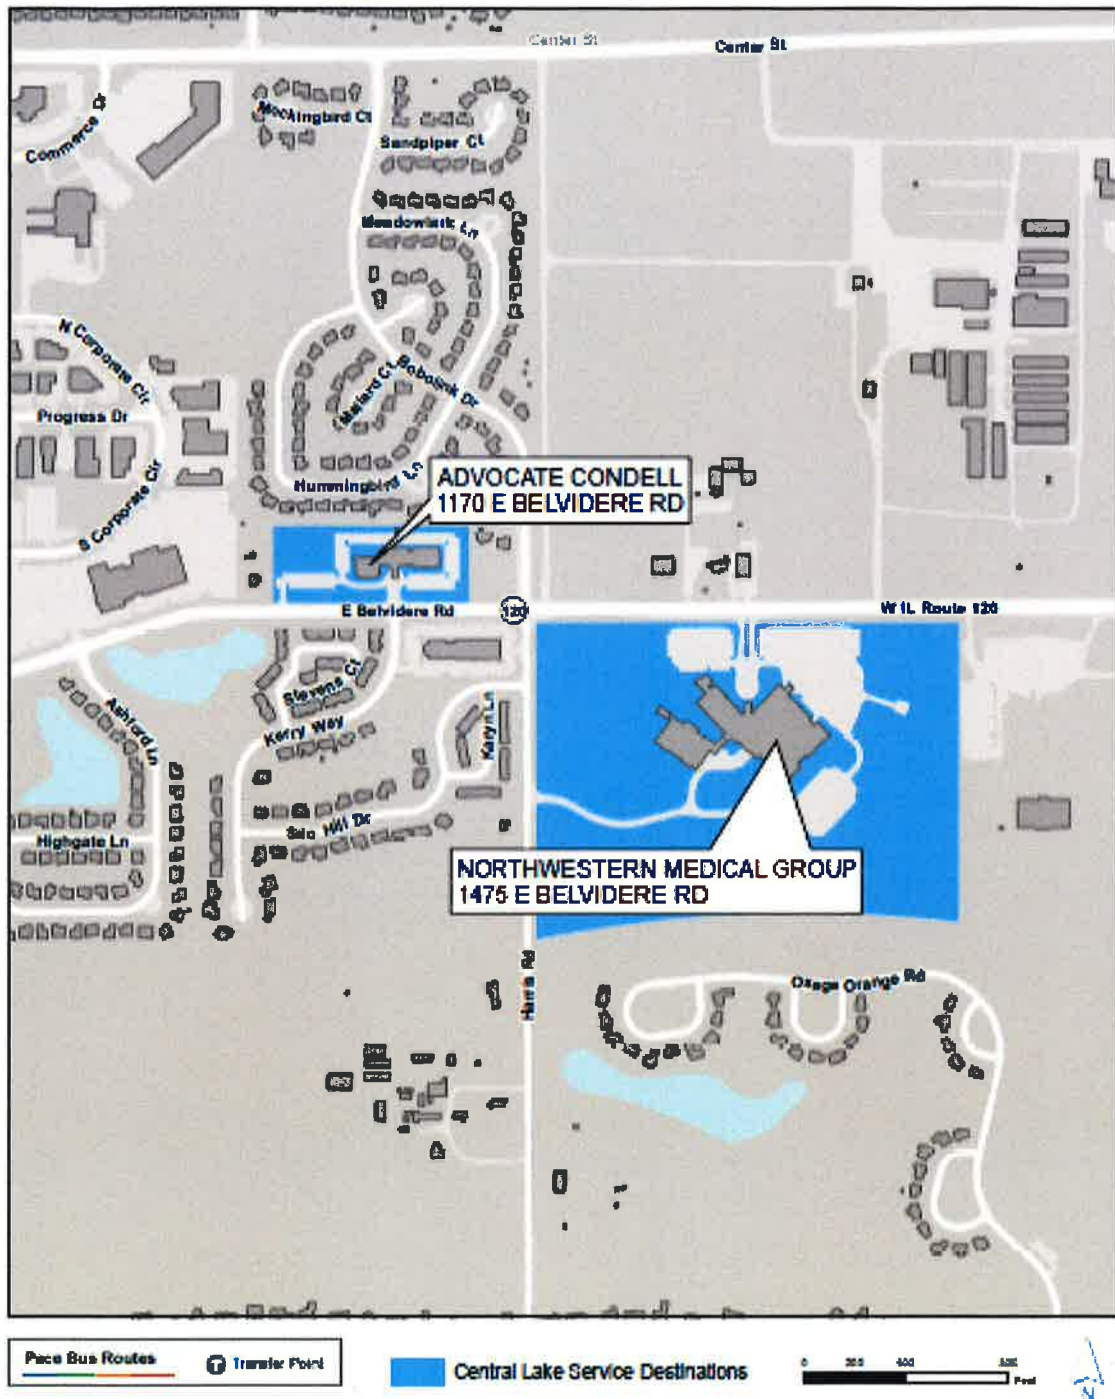 Center St
Center St
Mockingbird Ct
Commerce Dr
Sandpiper Ct
Meadowlark Ln
N Corporate Cir
Bobolink Dr
Mallard Ct
Progress Dr
Hummingbird Ln
ADVOCATE CONDELL
1170 E BELVIDERE RD
S Corporate Cir
E Belvidere Rd
120
W IL Route 120
Stevens Ct
Ashford Ln
Kerry Way
Karyn Ln
Silo Hill Dr
Highgate Ln
NORTHWESTERN MEDICAL GROUP
1475 E BELVIDERE RD
Harris Rd
Osage Orange Rd
Pace Bus Routes
T Transfer Point
Central Lake Service Destinations
0
400
Feet